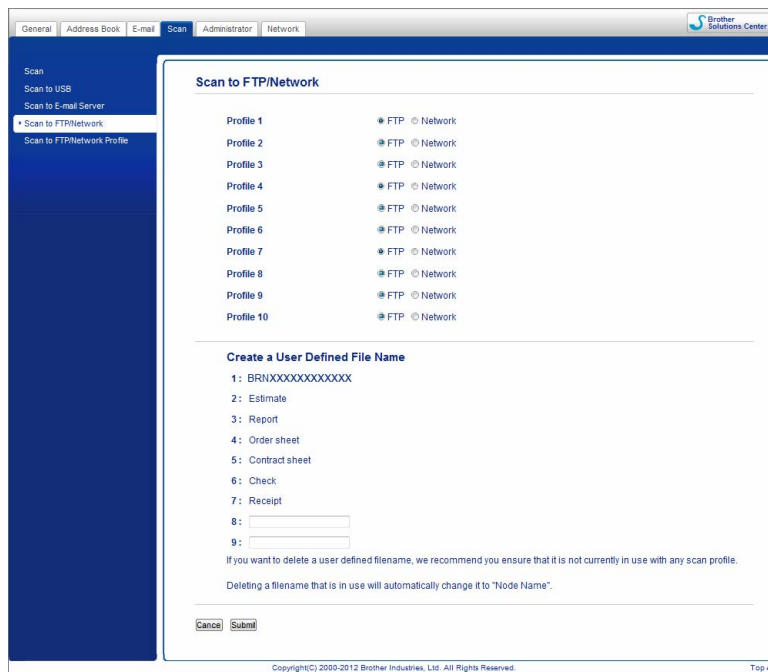 General Address Book E-mail Scan Administrator Network
Brother
Solutions Center
Scan
Scan to USB
Scan to E-mail Server
Scan to FTP/Network
Scan to FTP/Network Profile
Scan to FTP/Network
Profile 1 FTP Network
Profile 2 FTP Network
Profile 3 FTP Network
Profile 4 FTP Network
Profile 5 FTP Network
Profile 6 FTP Network
Profile 7 FTP Network
Profile 8 FTP Network
Profile 9 FTP Network
Profile 10 FTP Network
Create a User Defined File Name
1 : BRNXXXXXXXXXXXX
2 : Estimate
3 : Report
4 : Order sheet
5 : Contract sheet
6 : Check
7 : Receipt
8 :
9 :
If you want to delete a user defined filename, we recommend you ensure that it is not currently in use with any scan profile.
Deleting a filename that is in use will automatically change it to "Node Name".
Cance Submit
Copyright(C) 2000-2012 Brother Industries, Ltd. All Rights Reserved. Top